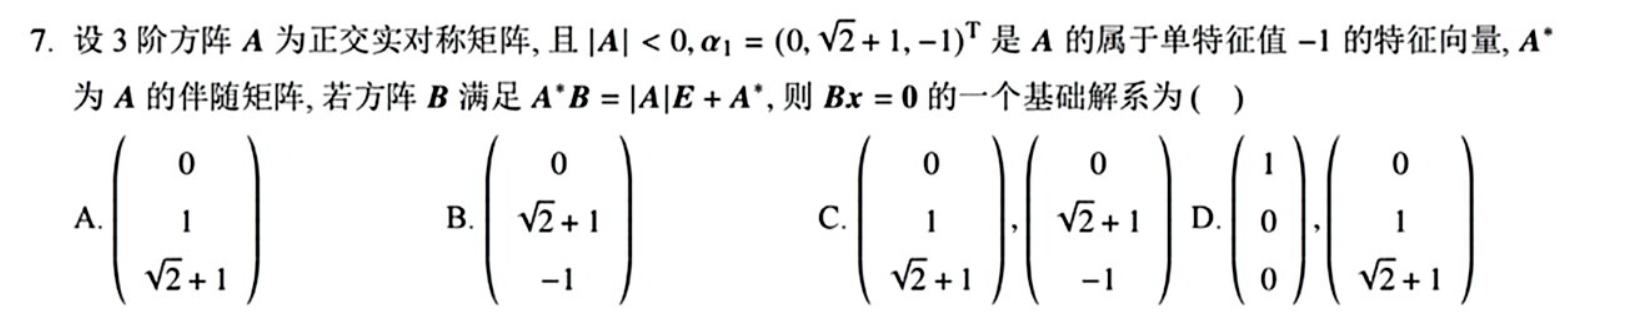 7. 设 3 阶方阵 A 为正交实对称矩阵, 且 |A| < 0, α₁ = (0, √2 + 1, −1)ᵀ 是 A 的属于单特征值 −1 的特征向量, A*
为 A 的伴随矩阵, 若方阵 B 满足 A*B = |A|E + A*, 则 Bx = 0 的一个基础解系为 ( )
A. (0, 1, √2 + 1) B. (0, √2 + 1, −1) C. (0, 1, √2 + 1), (0, √2 + 1, −1) D. (1, 0, 0), (0, 1, √2 + 1)